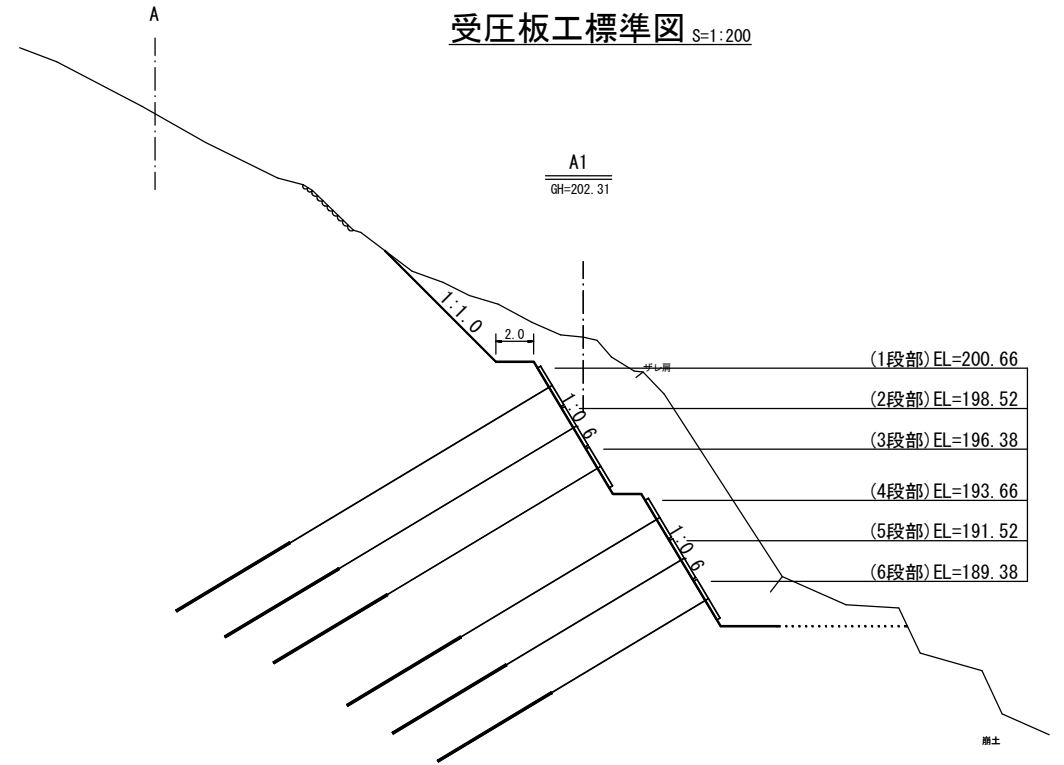 A
受圧板工標準図 S=1:200
A1
GH=202.31
1:1.0
2.0
ザレ肩
(1段部)EL=200.66
(2段部)EL=198.52
1:0.6
(3段部)EL=196.38
(4段部)EL=193.66
(5段部)EL=191.52
1:0.6
(6段部)EL=189.38
崩土